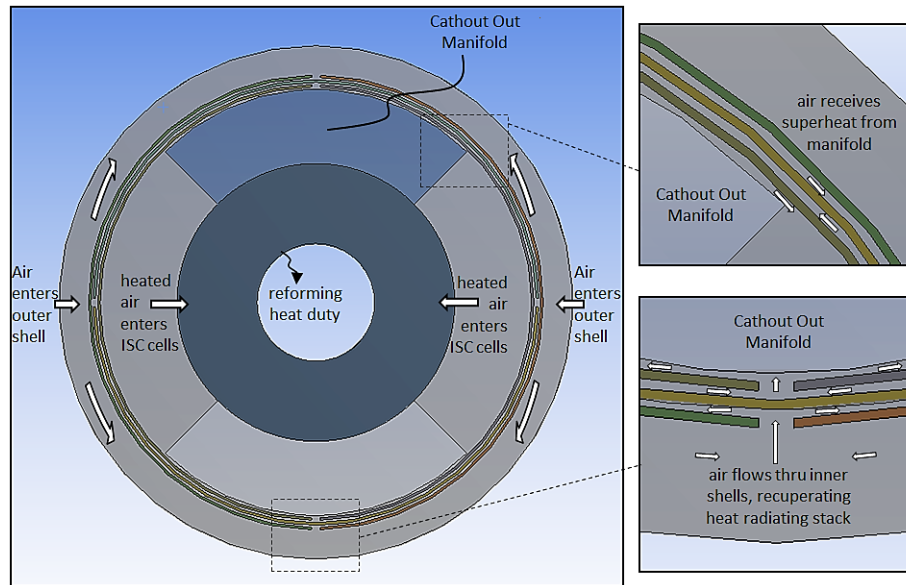 Cathout Out
Manifold
Air
enters
outer
shell
heated
air
enters
ISC cells
reforming
heat duty
heated
air
enters
ISC cells
Air
enters
outer
shell
air receives
superheat from
manifold
Cathout Out
Manifold
Cathout Out
Manifold
air flows thru inner
shells, recuperating
heat radiating stack